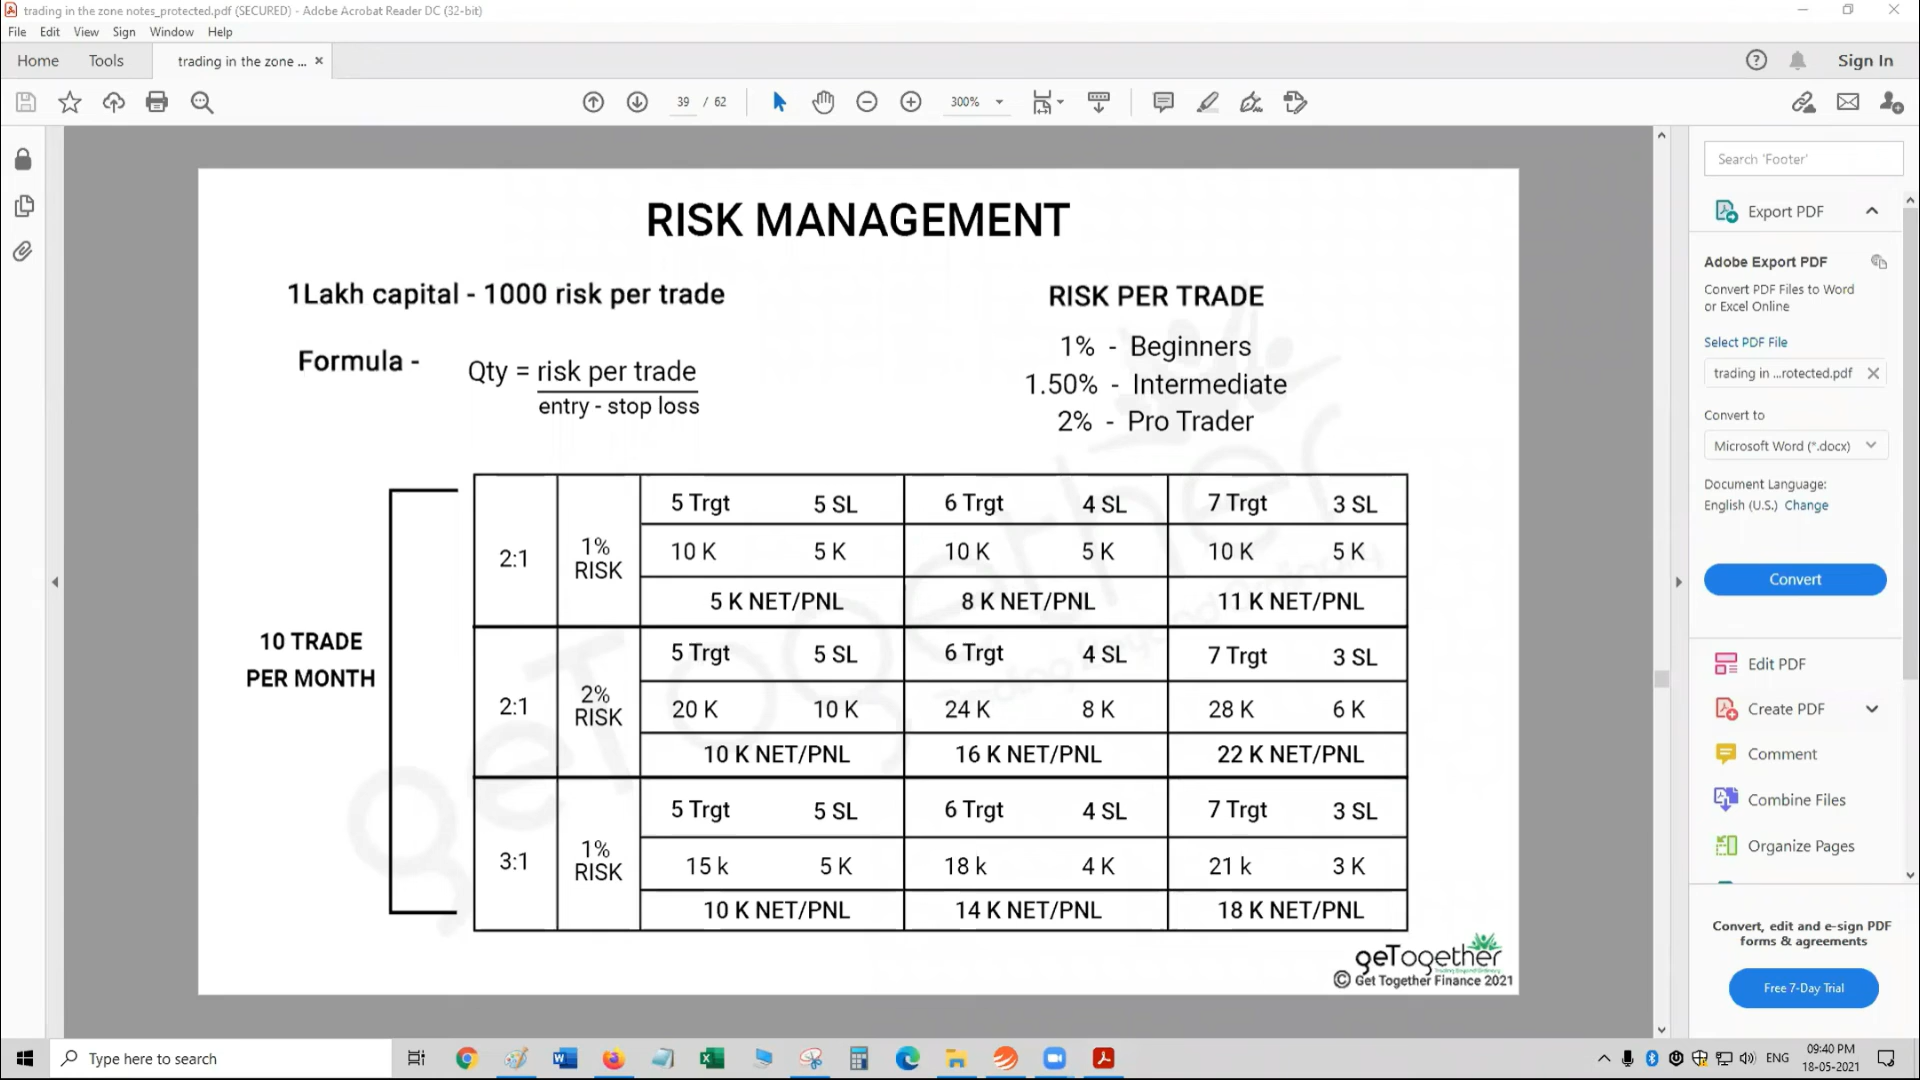 trading in the zone notes_protected.pdf (SECURED) - Adobe Acrobat Reader DC (32-bit)
File Edit View Sign Window Help
Home Tools trading in the zone ... × Sign In
39 / 62 300%
Search 'Footer'
Export PDF
Adobe Export PDF
Convert PDF Files to Word
or Excel Online
Select PDF File
trading in ...rotected.pdf
Convert to
Microsoft Word (*.docx)
Document Language:
English (U.S.) Change
Convert
Edit PDF
Create PDF
Comment
Combine Files
Organize Pages
Convert, edit and e-sign PDF
forms & agreements
Free 7-Day Trial
RISK MANAGEMENT
1Lakh capital - 1000 risk per trade
Formula - Qty = risk per trade
entry - stop loss
RISK PER TRADE
1% - Beginners
1.50% - Intermediate
2% - Pro Trader
10 TRADE
PER MONTH
2:1 1% RISK
5 Trgt 5 SL 6 Trgt 4 SL 7 Trgt 3 SL
10 K 5 K 10 K 5 K 10 K 5 K
5 K NET/PNL 8 K NET/PNL 11 K NET/PNL
2:1 2% RISK
5 Trgt 5 SL 6 Trgt 4 SL 7 Trgt 3 SL
20 K 10 K 24 K 8 K 28 K 6 K
10 K NET/PNL 16 K NET/PNL 22 K NET/PNL
3:1 1% RISK
5 Trgt 5 SL 6 Trgt 4 SL 7 Trgt 3 SL
15 k 5 K 18 k 4 K 21 k 3 K
10 K NET/PNL 14 K NET/PNL 18 K NET/PNL
geTogether
© Get Together Finance 2021
Type here to search
ENG
09:40 PM
18-05-2021